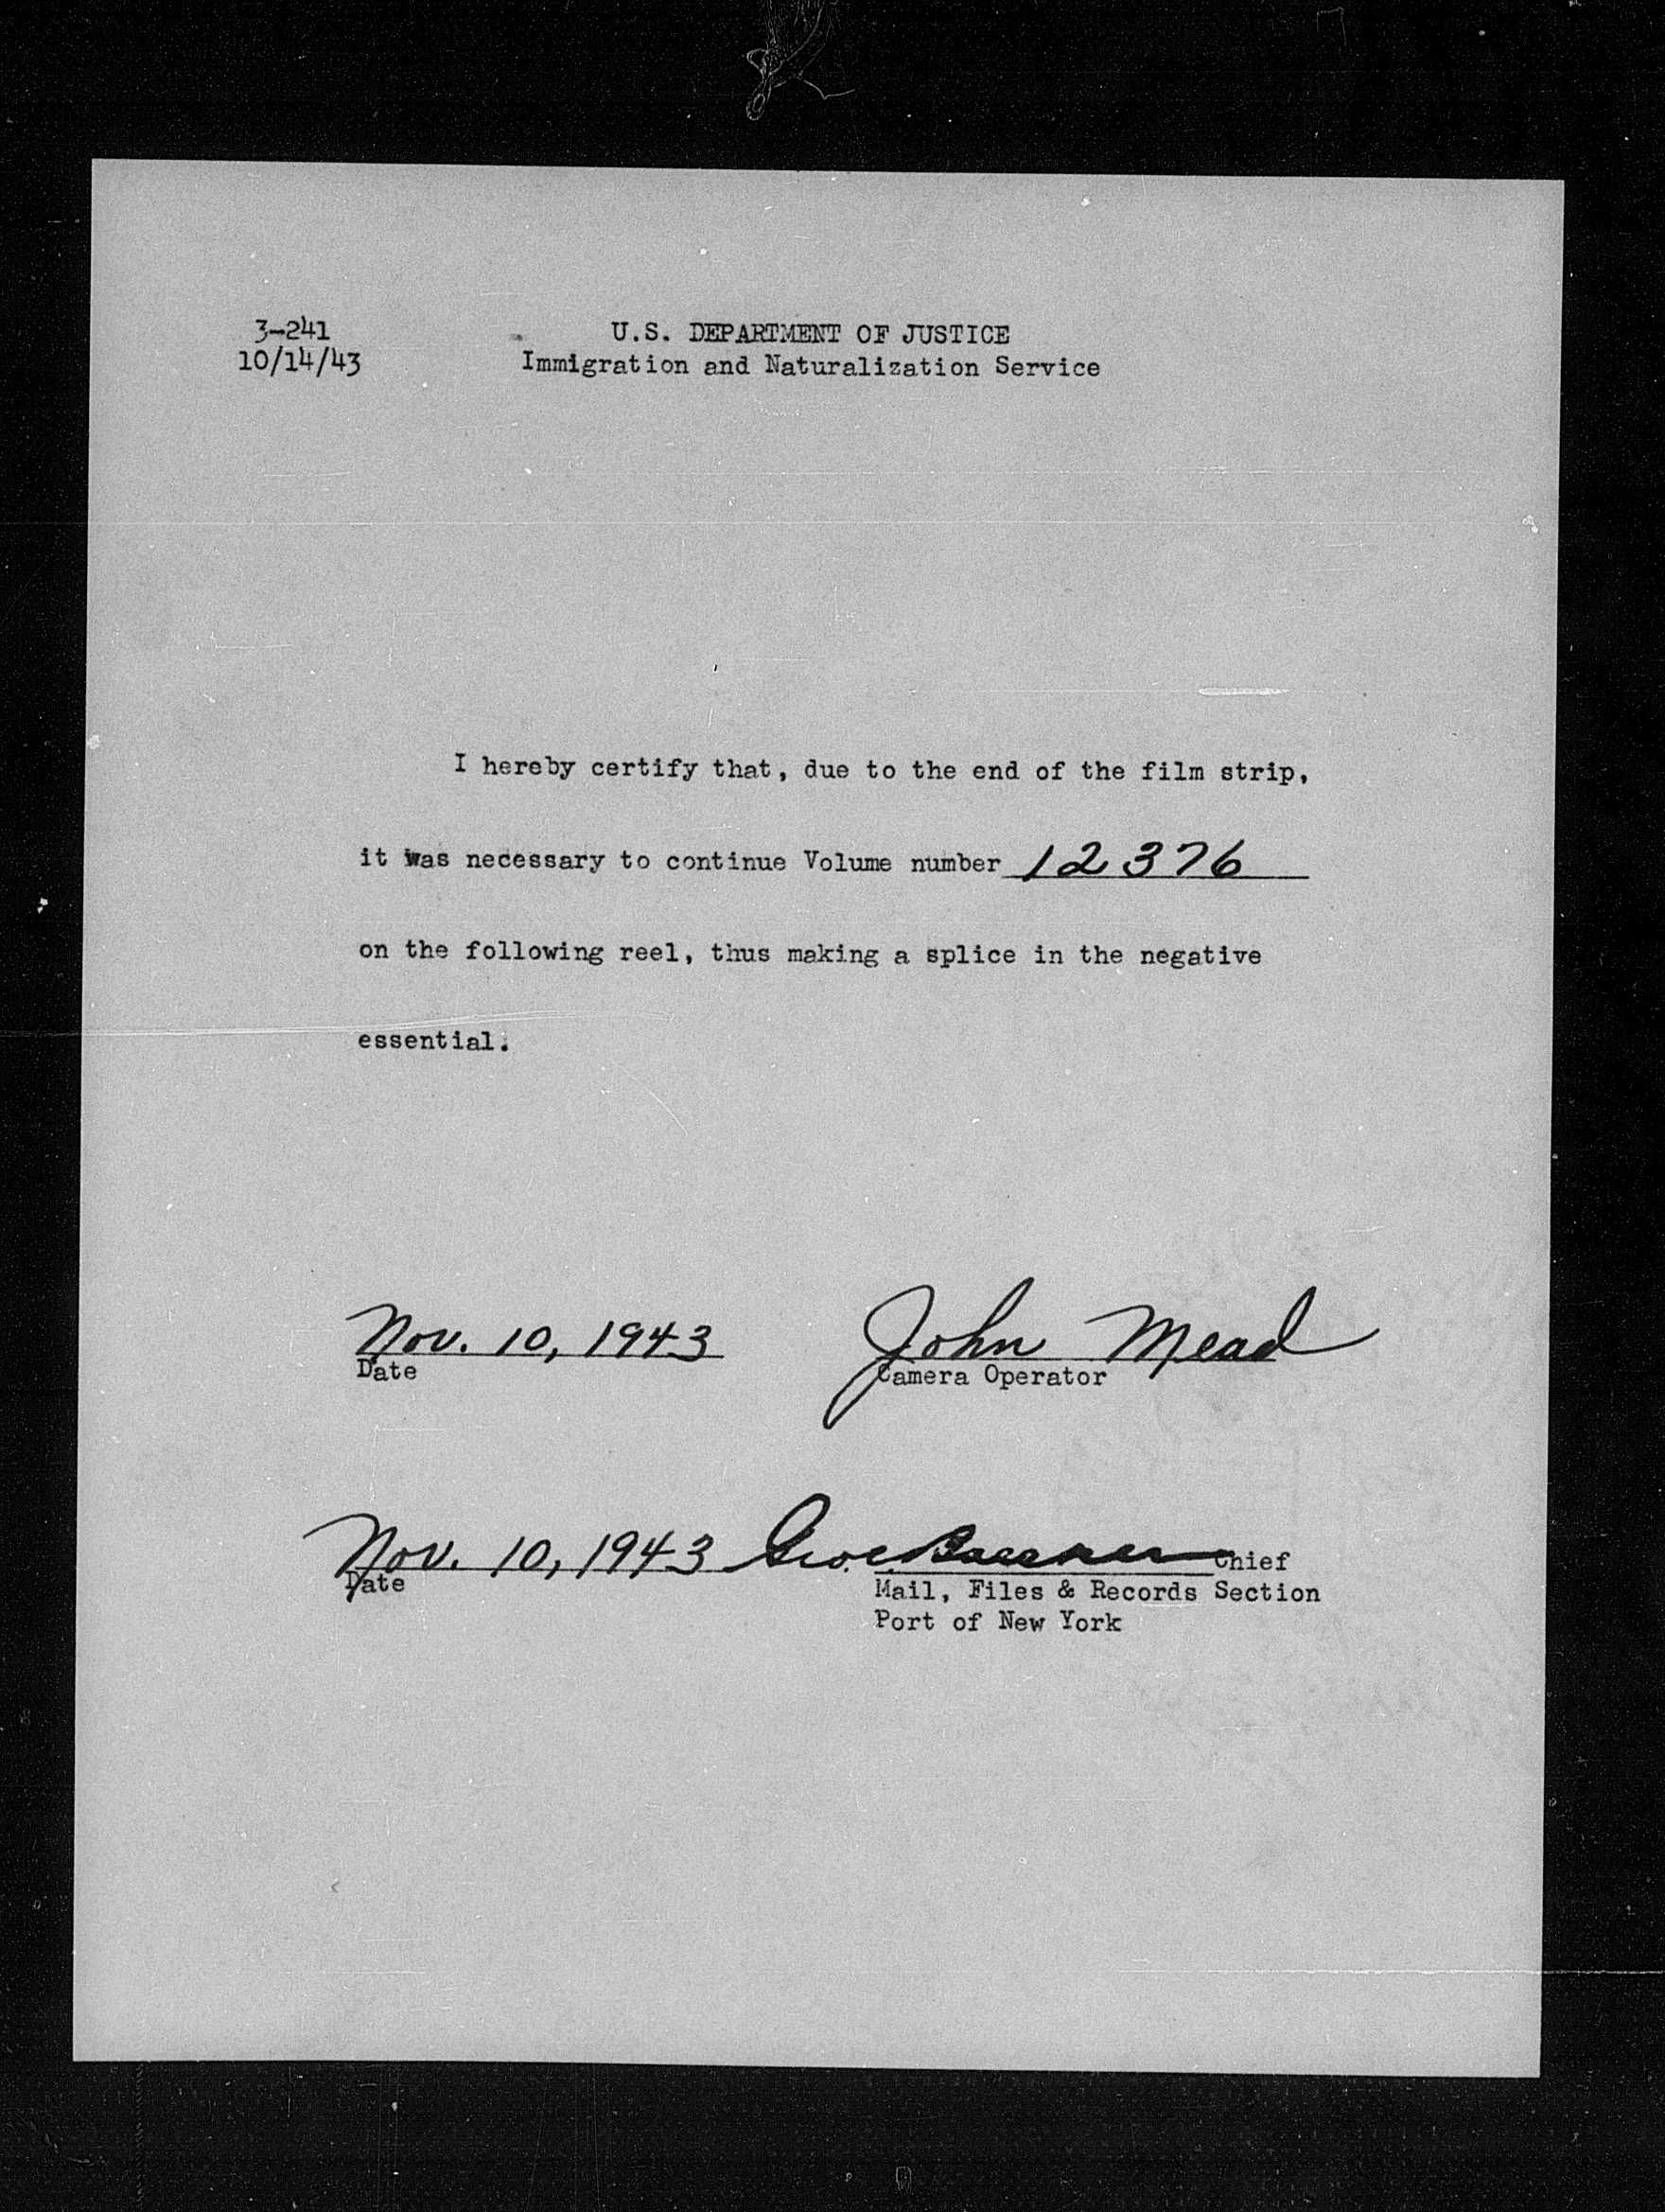 3-241
10/14/43
U.S. DEPARTMENT OF JUSTICE
Immigration and Naturalization Service
I hereby certify that, due to the end of the film strip,
it was necessary to continue Volume number 12376
on the following reel, thus making a splice in the negative
essential.
Nov. 10, 1943 John Mead
Date Camera Operator
Nov. 10, 1943 Geo. Chief
Date Mail, Files & Records Section
Port of New York